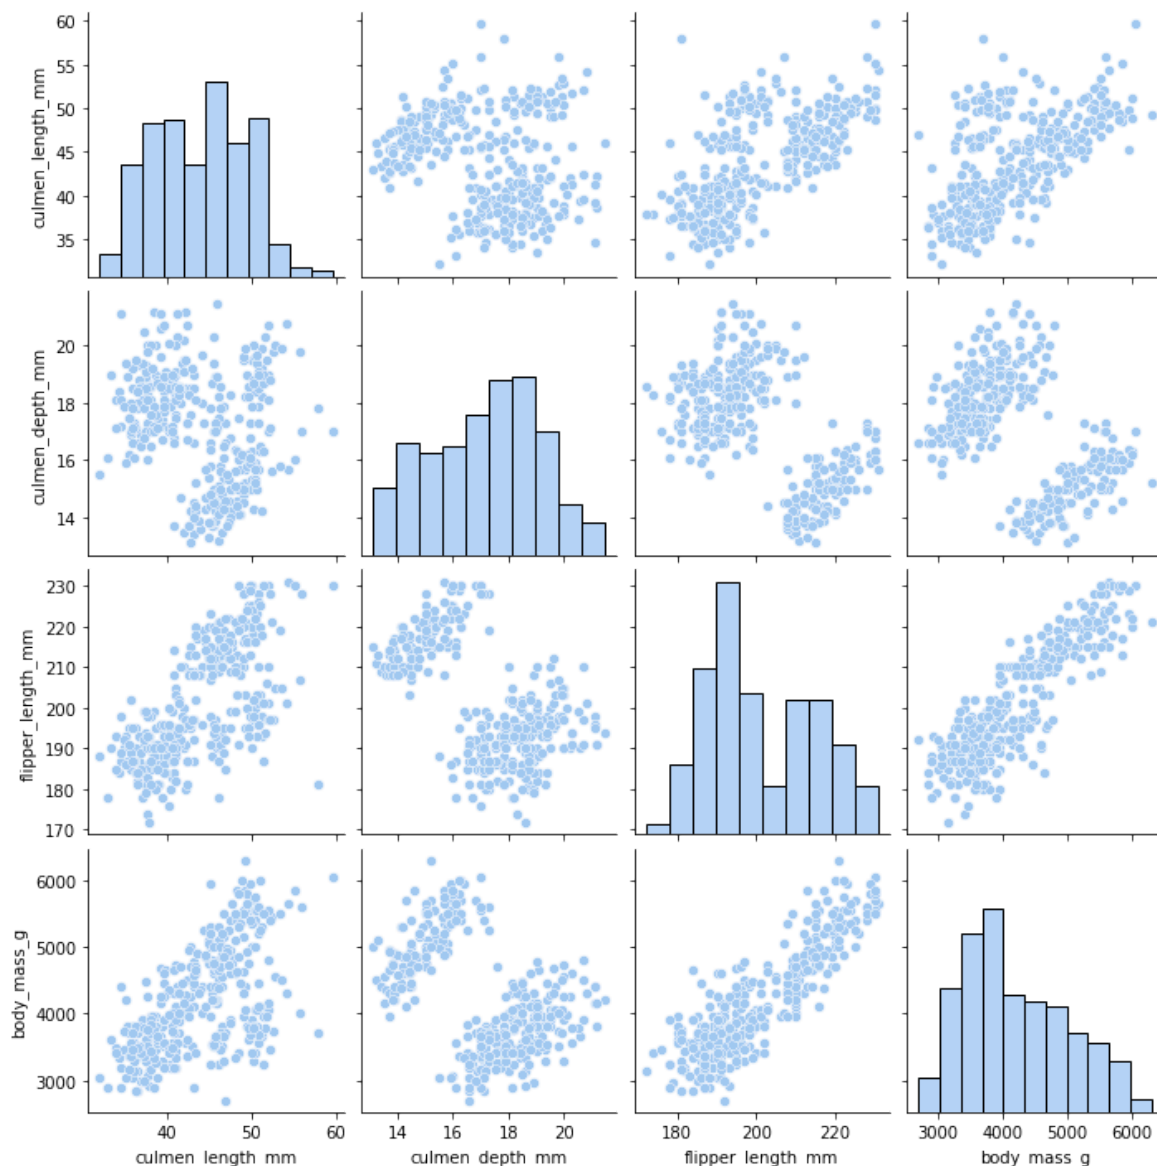 60
55
50
45
40
35
culmen_length_mm
20
18
16
14
culmen_depth_mm
230
220
210
200
190
180
170
flipper_length_mm
6000
5000
4000
3000
body_mass_g
40 50 60
culmen_length_mm
14 16 18 20
culmen_depth_mm
180 200 220
flipper_length_mm
3000 4000 5000 6000
body_mass_g